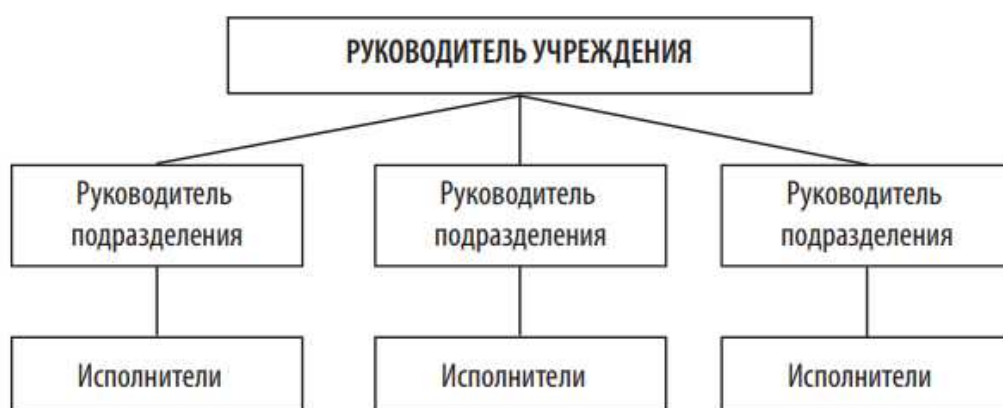 РУКОВОДИТЕЛЬ УЧРЕЖДЕНИЯ
Руководитель
подразделения
Руководитель
подразделения
Руководитель
подразделения
Исполнители
Исполнители
Исполнители